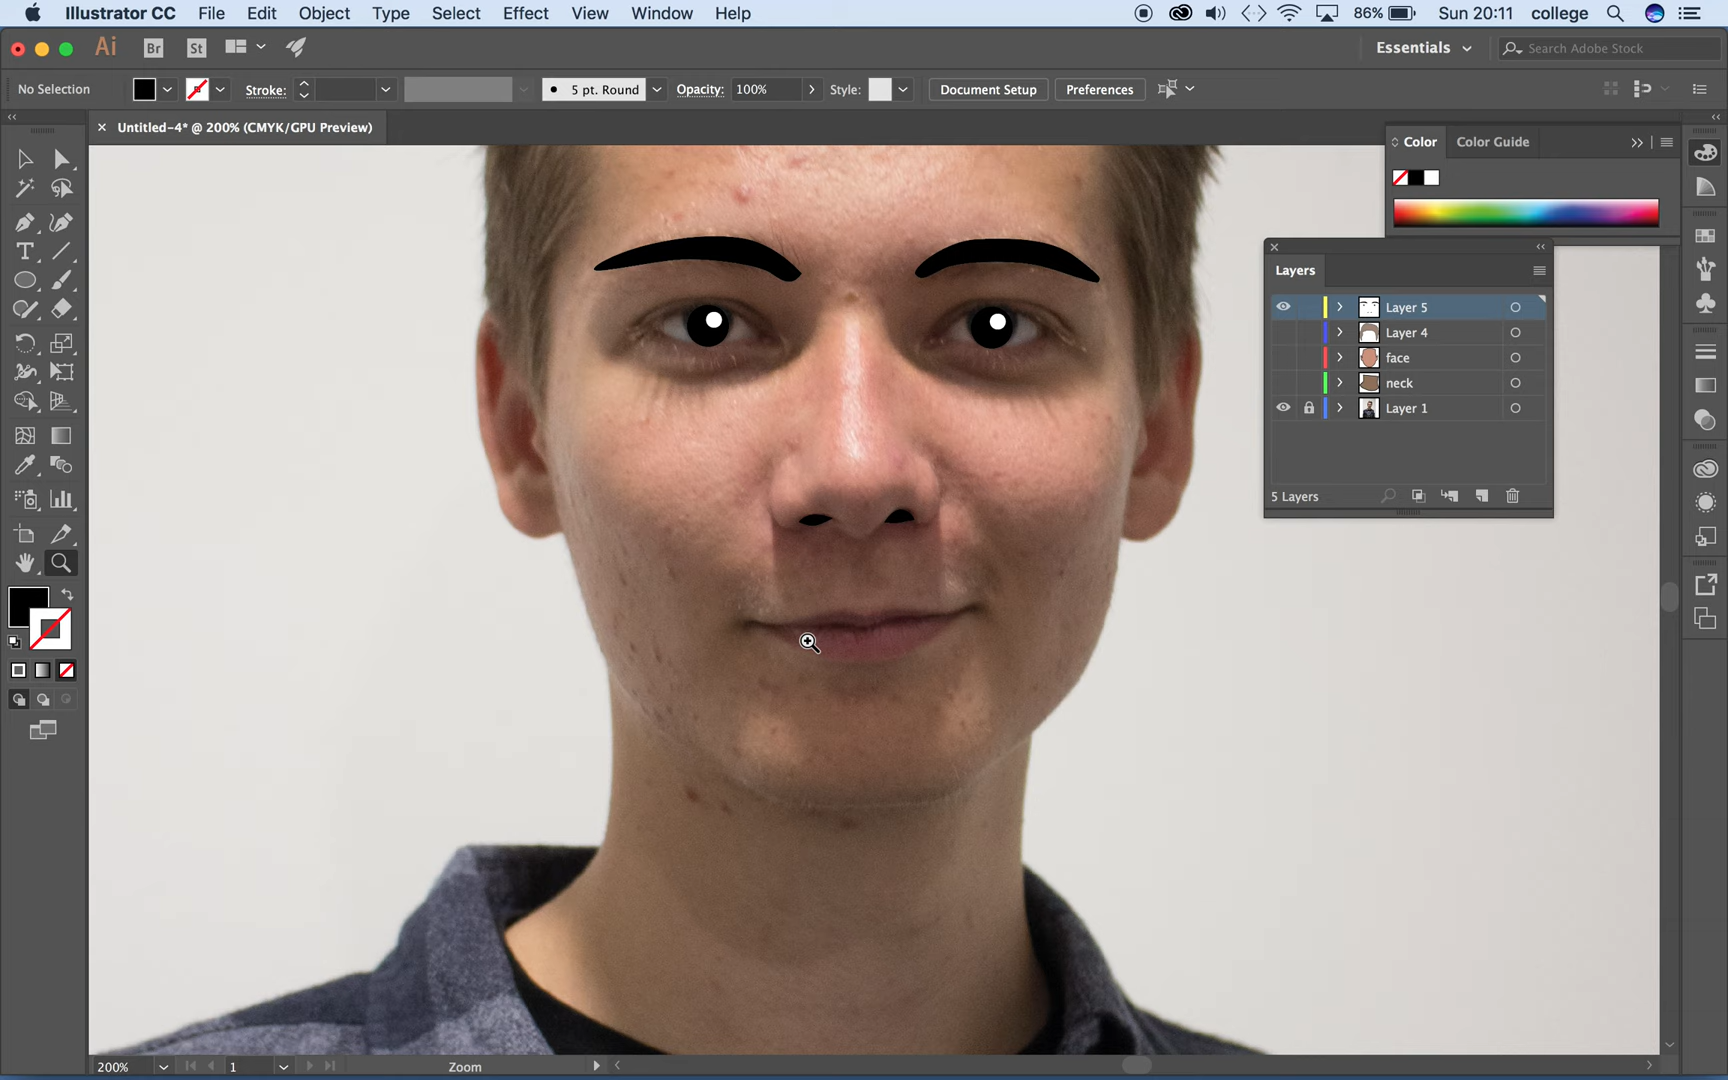 Illustrator CC File Edit Object Type Select Effect View Window Help 86% Sun 20:11 college
Ai Br St Essentials Search Adobe Stock
No Selection Stroke: 5 pt. Round Opacity: 100% Style: Document Setup Preferences
Untitled-4* @ 200% (CMYK/GPU Preview)
Color Color Guide
Layers
Layer 5
Layer 4
face
neck
Layer 1
5 Layers
200% 1 Zoom